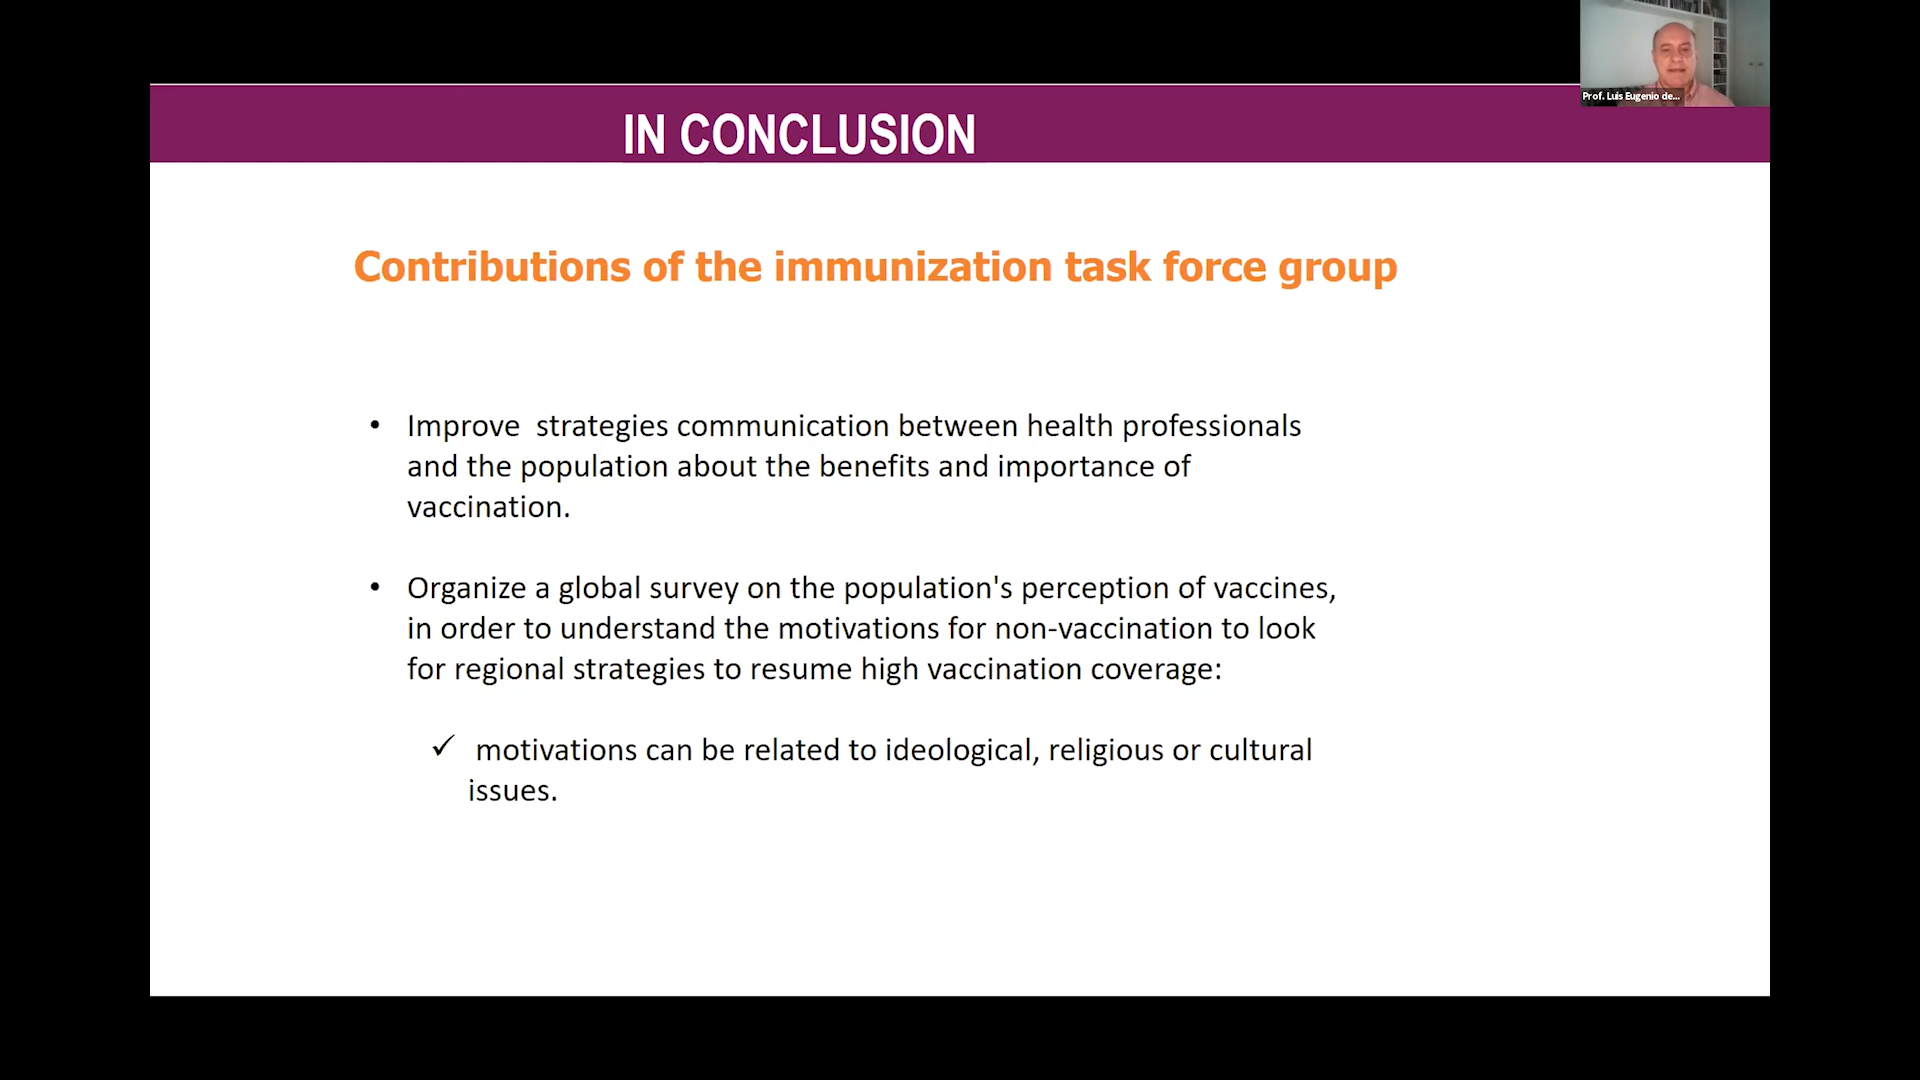 Prof. Luis Eugenio de...
IN CONCLUSION
Contributions of the immunization task force group
• Improve  strategies communication between health professionals
and the population about the benefits and importance of
vaccination.
• Organize a global survey on the population's perception of vaccines,
in order to understand the motivations for non-vaccination to look
for regional strategies to resume high vaccination coverage:
✓ motivations can be related to ideological, religious or cultural
issues.